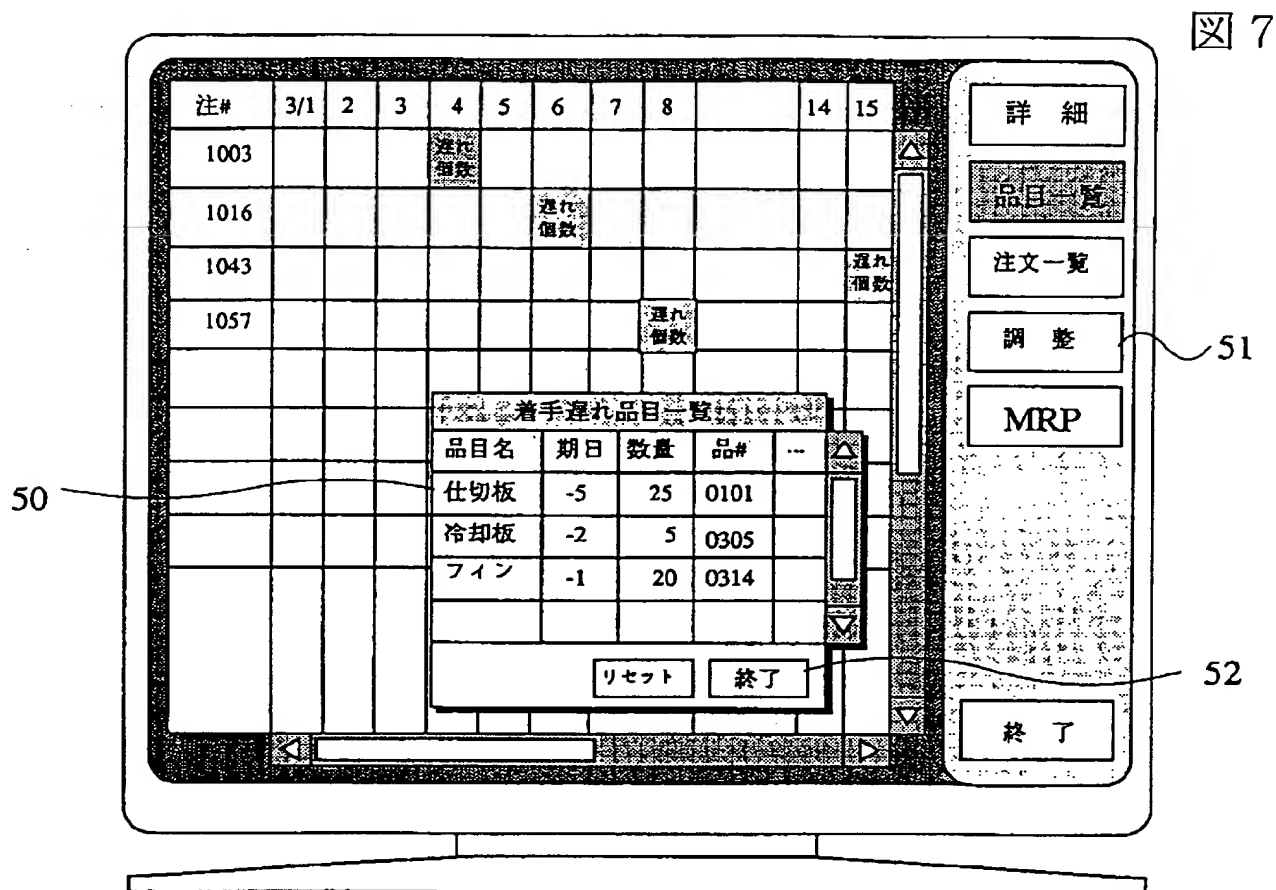 図 7
注# 3/1 2 3 4 5 6 7 8 14 15
1003 遅れ
個数
1016 遅れ
個数
1043 遅れ
個数
1057 遅れ
個数
着手遅れ品目一覧
品目名 期日 数量 品# ...
仕切板 -5 25 0101
冷却板 -2 5 0305
フィン -1 20 0314
リセット 終了
詳 細
品目一覧
注文一覧
調 整
MRP
終 了
50
51
52